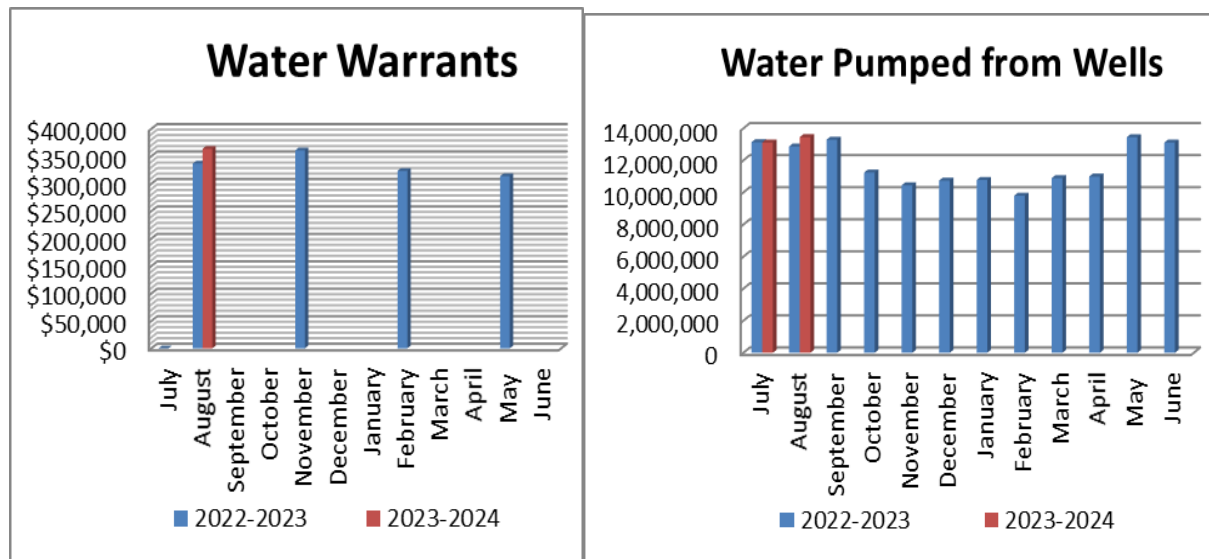 Water Warrants
$400,000
$350,000
$300,000
$250,000
$200,000
$150,000
$100,000
$50,000
$0
July
August
September
October
November
December
January
February
March
April
May
June
2022-2023 2023-2024
Water Pumped from Wells
14,000,000
12,000,000
10,000,000
8,000,000
6,000,000
4,000,000
2,000,000
0
July
August
September
October
November
December
January
February
March
April
May
June
2022-2023 2023-2024